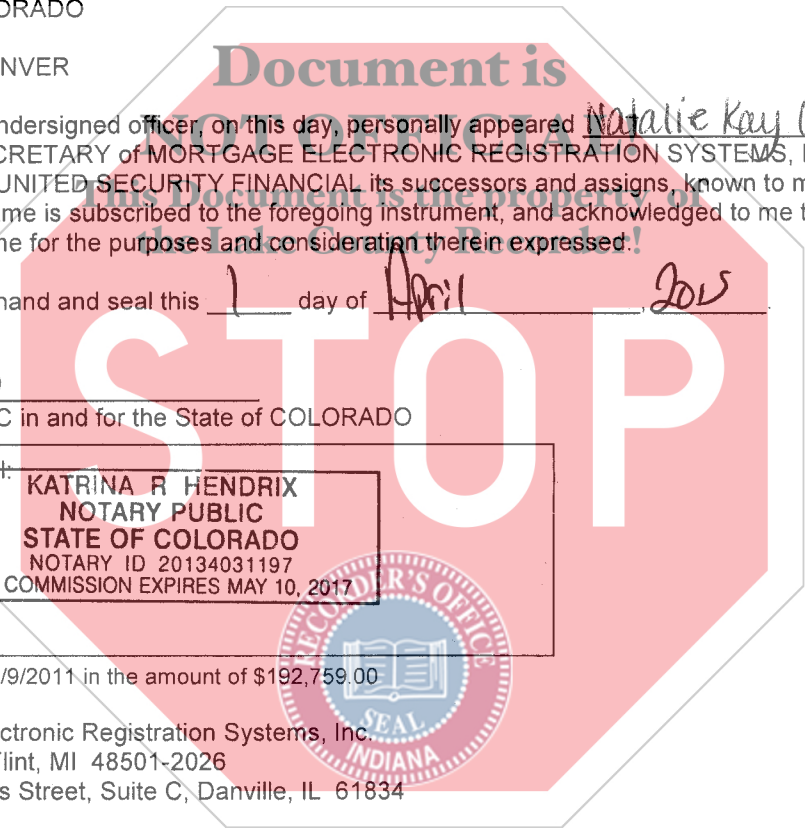 ORADO
NVER
Document is
NOT OFFICIAL!
ndersigned officer, on this day, personally appeared Natalie Kay
CRETARY of MORTGAGE ELECTRONIC REGISTRATION SYSTEMS,
UNITED SECURITY FINANCIAL its successors and assigns, known to m
This Document is the property of
ame is subscribed to the foregoing instrument, and acknowledged to me t
me for the purposes and consideration therein expressed.
the Lake County Recorder!
hand and seal this 1 day of April, 2015.
STOP
C in and for the State of COLORADO
KATRINA R HENDRIX
NOTARY PUBLIC
STATE OF COLORADO
NOTARY ID 20134031197
COMMISSION EXPIRES MAY 10, 2017
RECORDER'S OFFICE
SEAL
INDIANA
/9/2011 in the amount of $192,759.00
ctronic Registration Systems, Inc.
Flint, MI 48501-2026
s Street, Suite C, Danville, IL 61834